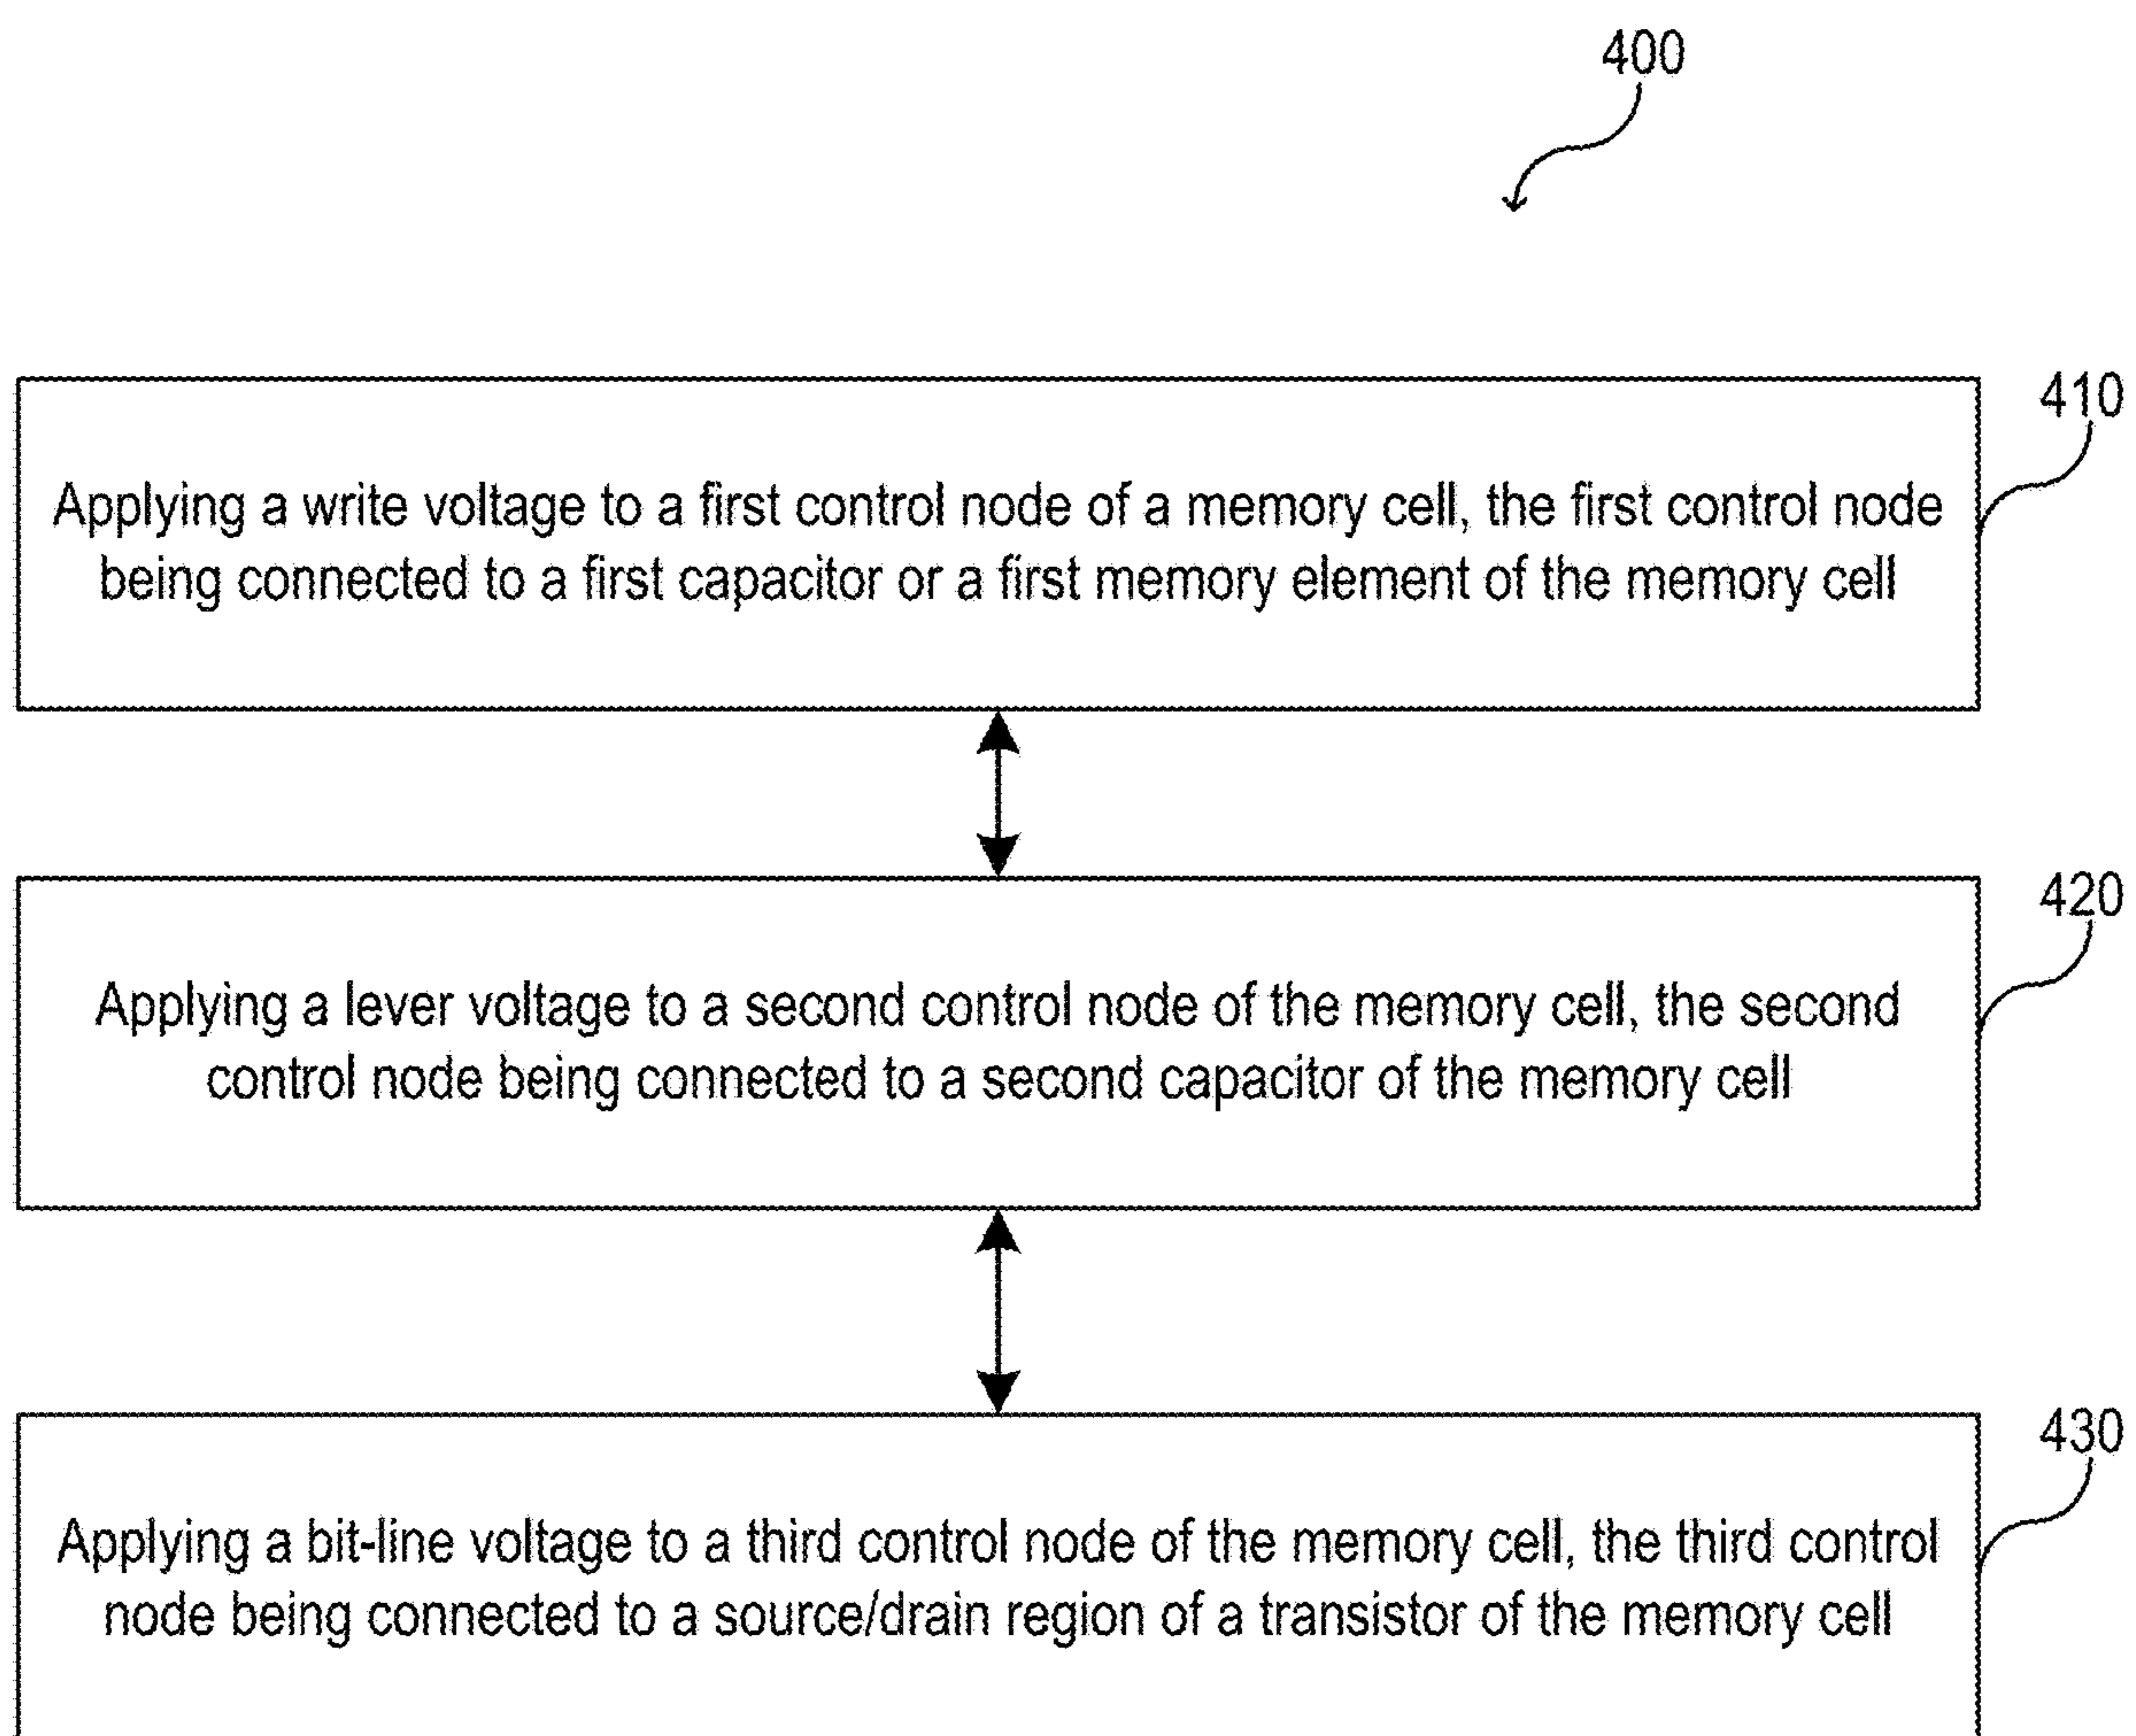 400
410
Applying a write voltage to a first control node of a memory cell, the first control node
being connected to a first capacitor or a first memory element of the memory cell
420
Applying a lever voltage to a second control node of the memory cell, the second
control node being connected to a second capacitor of the memory cell
430
Applying a bit-line voltage to a third control node of the memory cell, the third control
node being connected to a source/drain region of a transistor of the memory cell